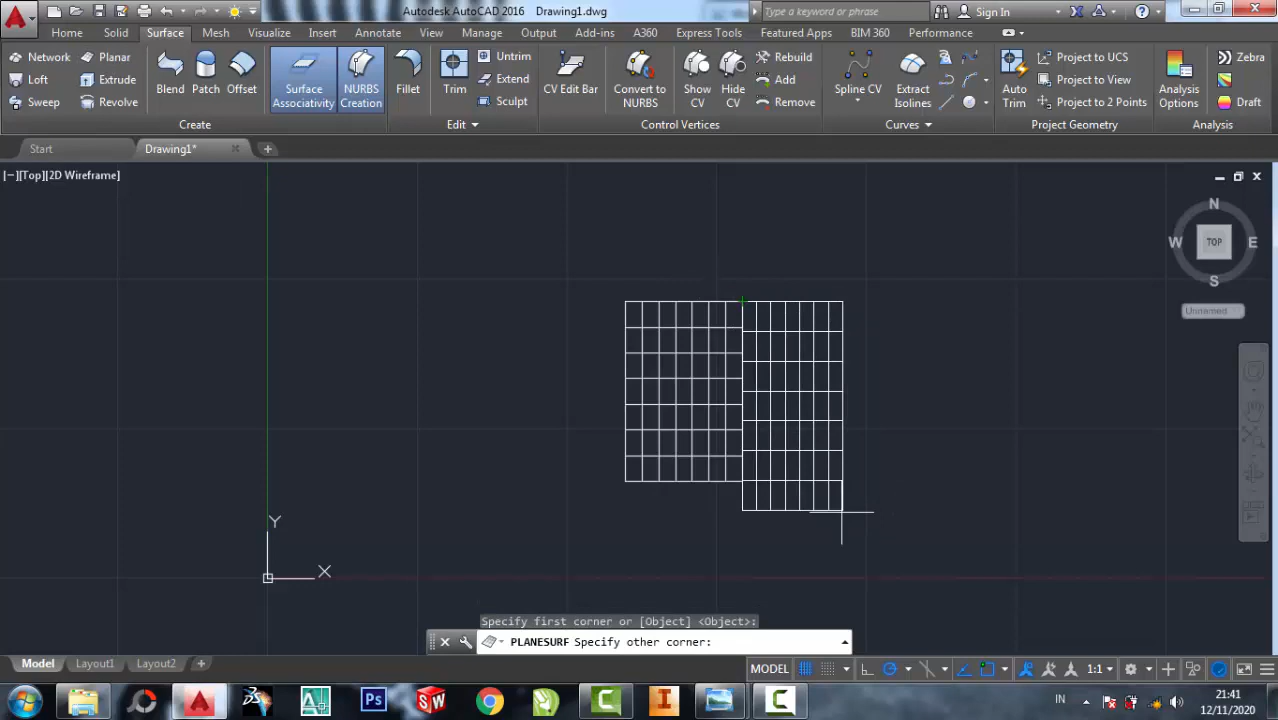 Autodesk AutoCAD 2016 Drawing1.dwg
Type a keyword or phrase
Sign In
Home Solid Surface Mesh Visualize Insert Annotate View Manage Output Add-ins A360 Express Tools Featured Apps BIM 360 Performance
Network Planar
Loft Extrude
Sweep Revolve
Blend Patch Offset
Surface Associativity
NURBS Creation
Fillet
Trim
Untrim
Extend
Sculpt
CV Edit Bar
Convert to NURBS
Show CV
Hide CV
Rebuild
Add
Remove
Spline CV
Extract Isolines
Auto Trim
Project to UCS
Project to View
Project to 2 Points
Analysis Options
Zebra
Draft
Create Edit Control Vertices Curves Project Geometry Analysis
Start Drawing1* +
[−][Top][2D Wireframe]
N
W TOP E
S
Unnamed
Y
X
Specify first corner or [Object] <Object>:
PLANESURF Specify other corner:
Model Layout1 Layout2 +
MODEL 1:1
Ps SW
IN
21:41
12/11/2020